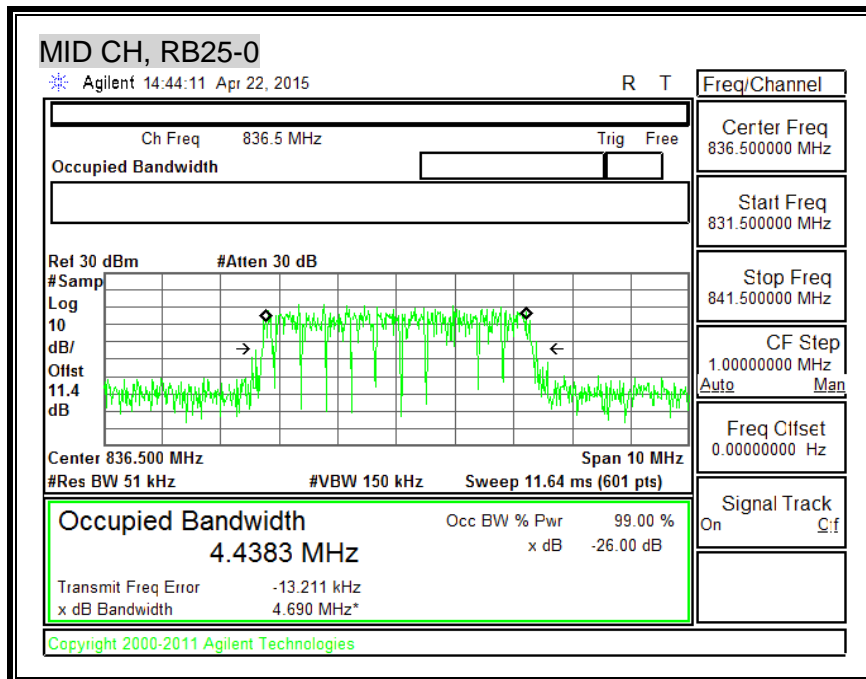 MID CH, RB25-0
Agilent 14:44:11 Apr 22, 2015 R T
Freq/Channel
Ch Freq 836.5 MHz Trig Free
Occupied Bandwidth
Center Freq
836.500000 MHz
Start Freq
831.500000 MHz
Stop Freq
841.500000 MHz
CF Step
1.00000000 MHz
Auto Man
Freq Offset
0.00000000 Hz
Signal Track
On Off
Ref 30 dBm #Atten 30 dB
#Samp
Log
10
dB/
Offst
11.4
dB
Center 836.500 MHz Span 10 MHz
#Res BW 51 kHz #VBW 150 kHz Sweep 11.64 ms (601 pts)
Occupied Bandwidth Occ BW % Pwr 99.00 %
4.4383 MHz x dB -26.00 dB
Transmit Freq Error -13.211 kHz
x dB Bandwidth 4.690 MHz*
Copyright 2000-2011 Agilent Technologies